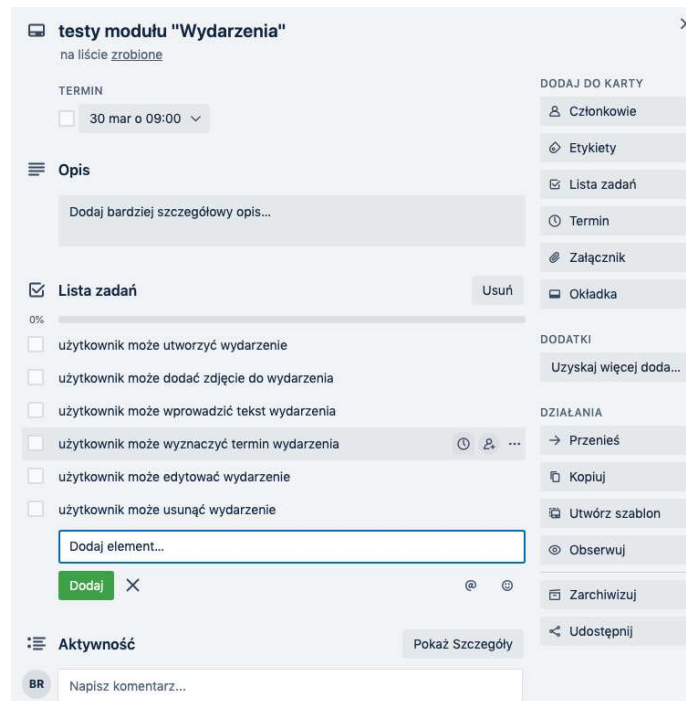 testy modułu "Wydarzenia"
na liście zrobione
TERMIN
30 mar o 09:00
Opis
Dodaj bardziej szczegółowy opis...
Lista zadań
Usuń
0%
użytkownik może utworzyć wydarzenie
użytkownik może dodać zdjęcie do wydarzenia
użytkownik może wprowadzić tekst wydarzenia
użytkownik może wyznaczyć termin wydarzenia
użytkownik może edytować wydarzenie
użytkownik może usunąć wydarzenie
Dodaj element...
Dodaj
Aktywność
Pokaż Szczegóły
BR
Napisz komentarz...
DODAJ DO KARTY
Członkowie
Etykiety
Lista zadań
Termin
Załącznik
Okładka
DODATKI
Uzyskaj więcej doda...
DZIAŁANIA
Przenieś
Kopiuj
Utwórz szablon
Obserwuj
Zarchiwizuj
Udostępnij